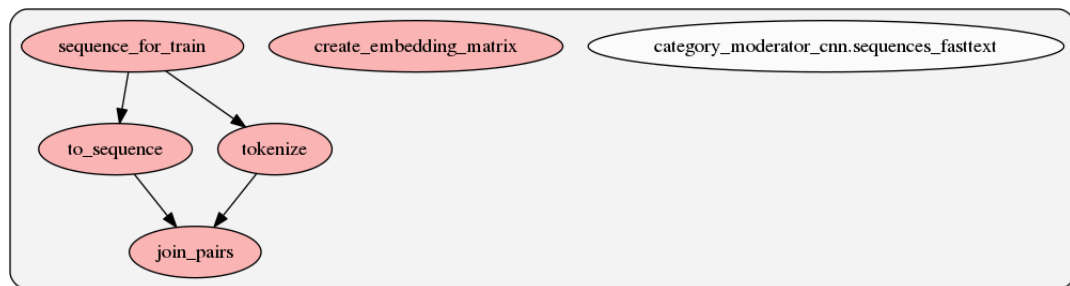 sequence_for_train
create_embedding_matrix
category_moderator_cnn.sequences_fasttext
to_sequence
tokenize
join_pairs